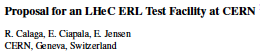 Proposal for an LHeC ERL Test Facility at CERN
R. Calaga, E. Ciapala, E. Jensen
CERN, Geneva, Switzerland